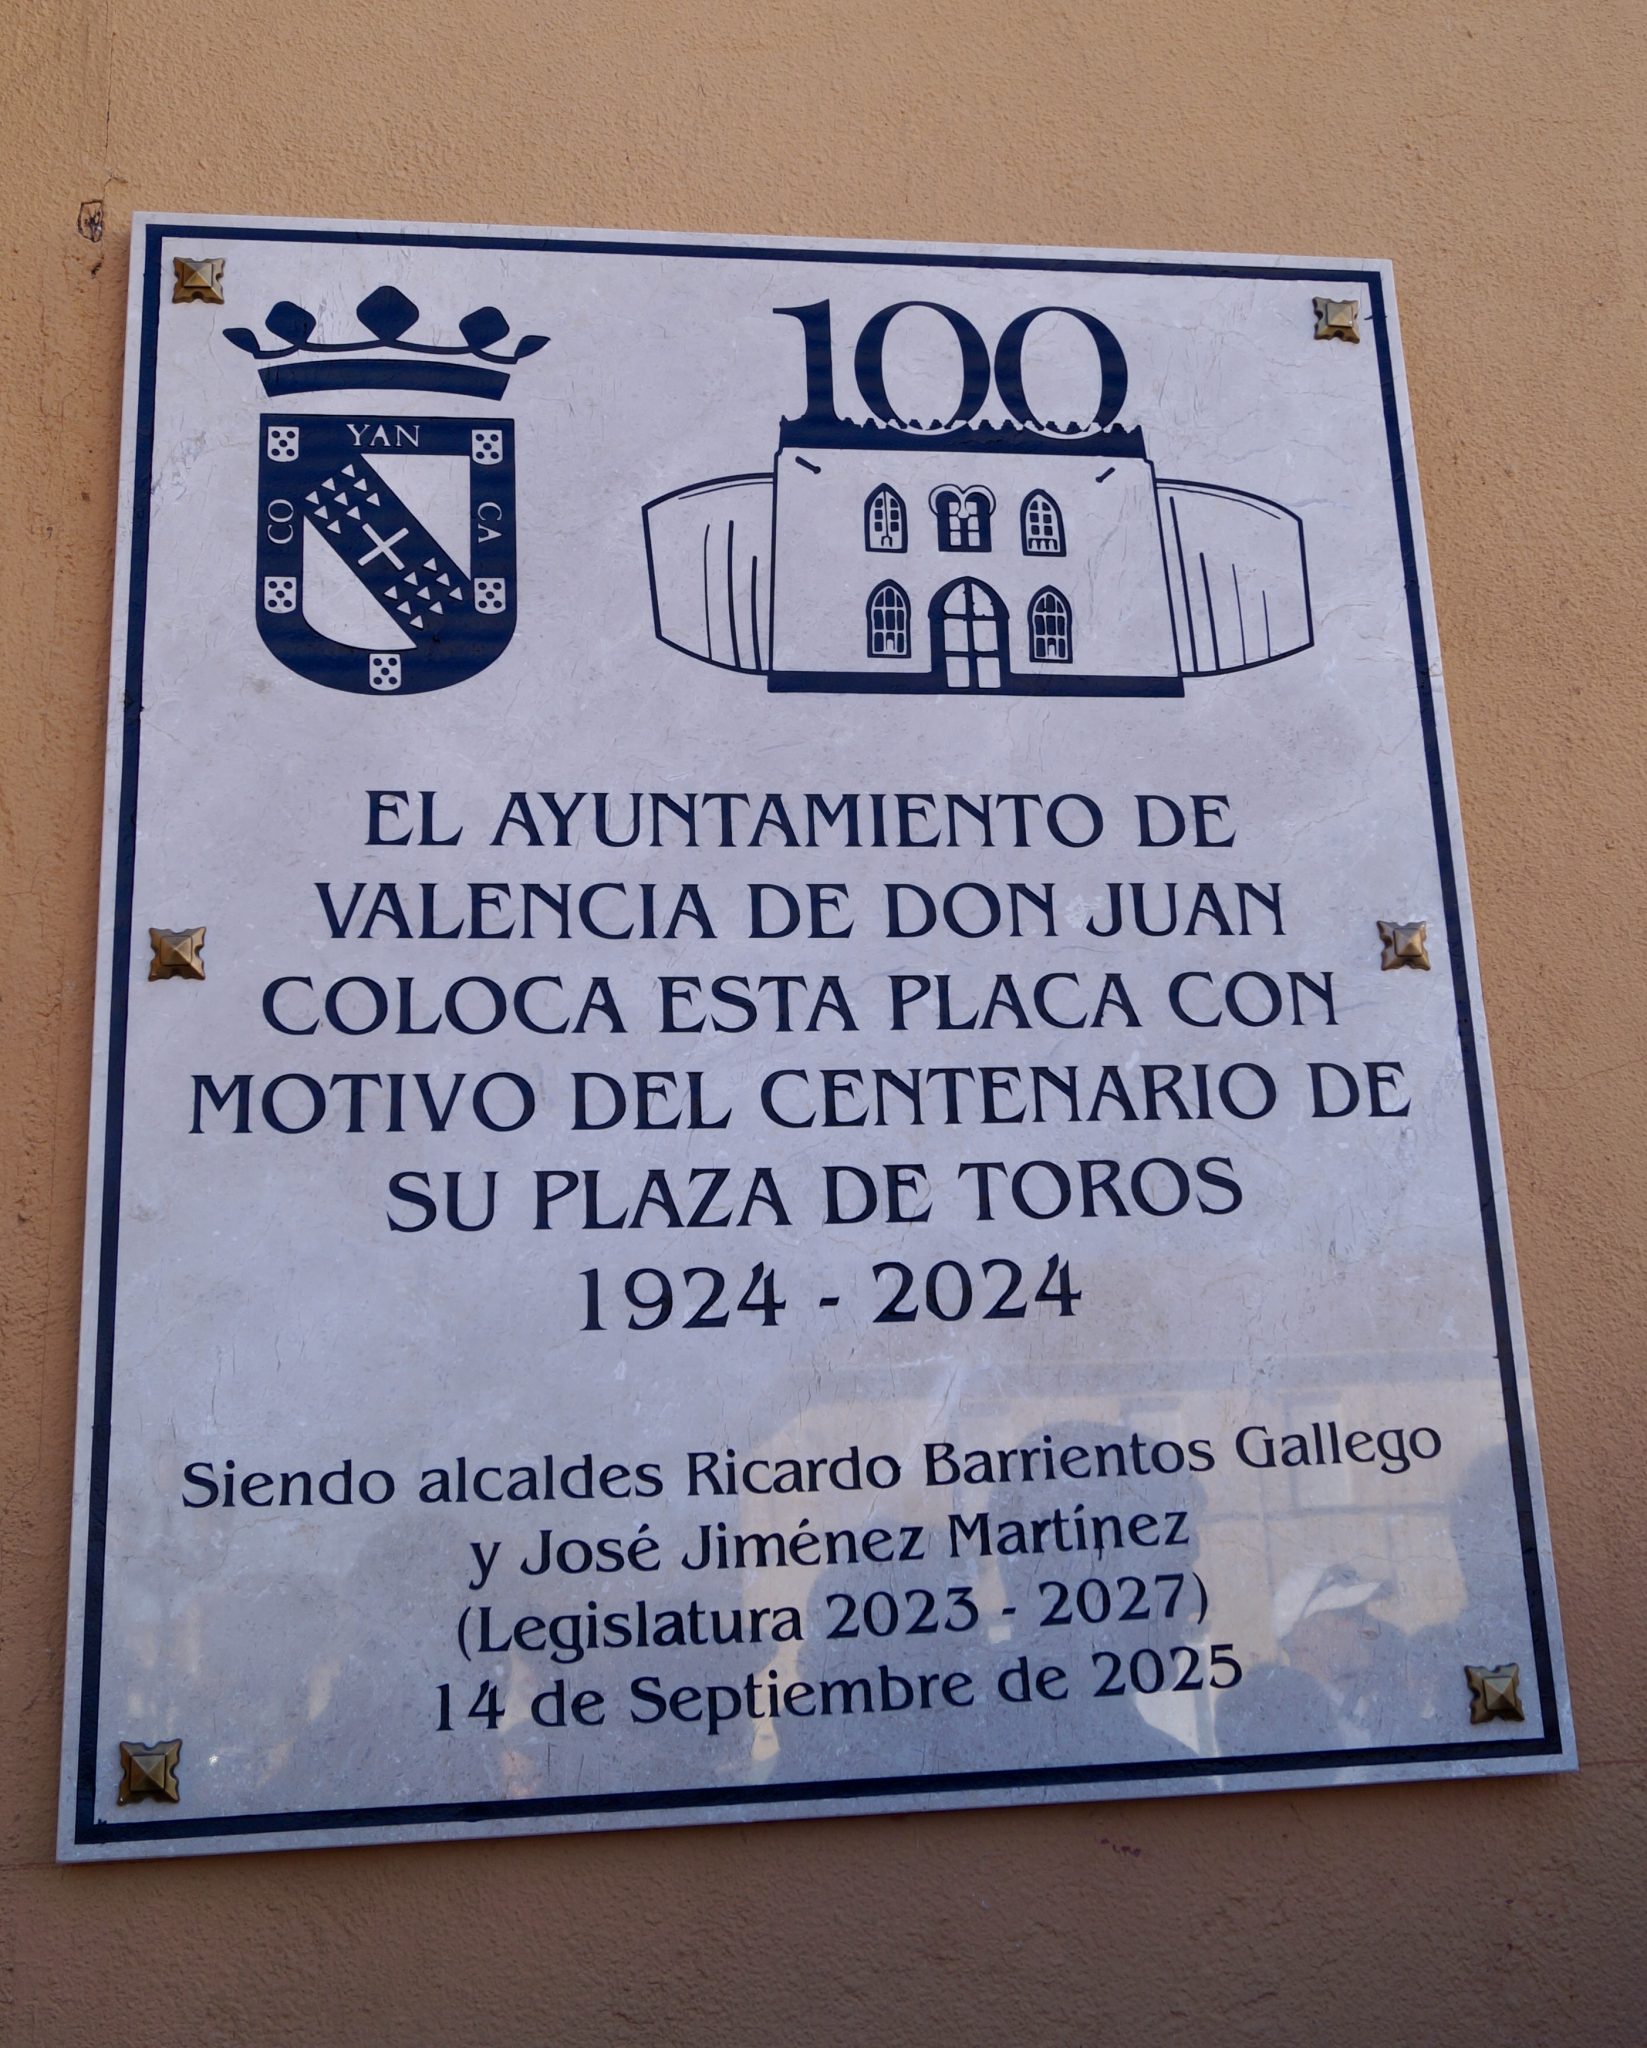 YAN
CO
CA
100
EL AYUNTAMIENTO DE
VALENCIA DE DON JUAN
COLOCA ESTA PLACA CON
MOTIVO DEL CENTENARIO DE
SU PLAZA DE TOROS
1924 - 2024
Siendo alcaldes Ricardo Barrientos Gallego
y José Jiménez Martínez
(Legislatura 2023 - 2027)
14 de Septiembre de 2025